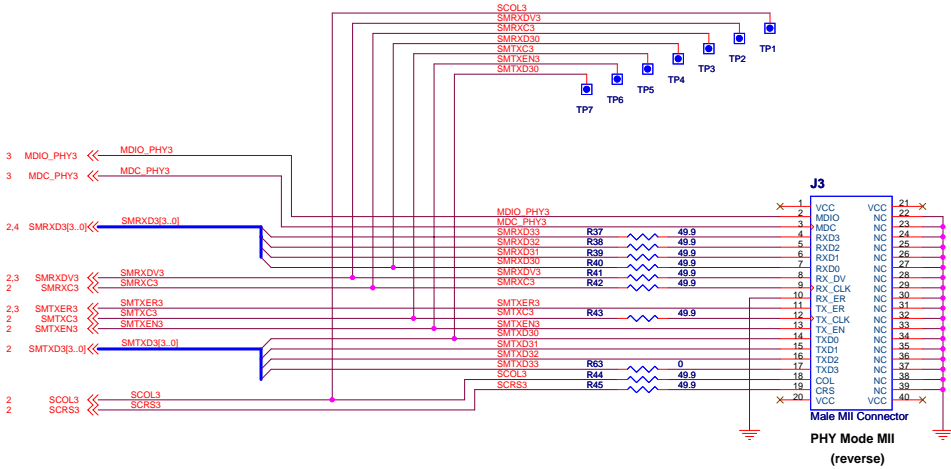 SCOL3
SMRXDV3
SMRXC3
SMRXD30
SMTXC3
SMTXEN3
SMTXD30
TP1
TP2
TP3
TP4
TP5
TP6
TP7
3 MDIO_PHY3 MDIO_PHY3
3 MDC_PHY3 MDC_PHY3
J3
1 VCC VCC 21
MDIO_PHY3 2 MDIO NC 22
MDC_PHY3 3 MDC NC 23
2,4 SMRXD3[3..0] SMRXD3[3..0]
SMRXD33 R37 49.9 4 RXD3 NC 24
SMRXD32 R38 49.9 5 RXD2 NC 25
SMRXD31 R39 49.9 6 RXD1 NC 26
SMRXD30 R40 49.9 7 RXD0 NC 27
2,3 SMRXDV3 SMRXDV3 SMRXDV3 R41 49.9 8 RX_DV NC 28
2 SMRXC3 SMRXC3 SMRXC3 R42 49.9 9 RX_CLK NC 29
10 RX_ER NC 30
2,3 SMTXER3 SMTXER3 SMTXER3 11 TX_ER NC 31
2 SMTXC3 SMTXC3 SMTXC3 R43 49.9 12 TX_CLK NC 32
2 SMTXEN3 SMTXEN3 SMTXEN3 13 TX_EN NC 33
SMTXD30 14 TXD0 NC 34
2 SMTXD3[3..0] SMTXD3[3..0] SMTXD31 15 TXD1 NC 35
SMTXD32 16 TXD2 NC 36
SMTXD33 R63 0 17 TXD3 NC 37
SCOL3 R44 49.9 18 COL NC 38
SCRS3 R45 49.9 19 CRS NC 39
2 SCOL3 SCOL3 20 VCC VCC 40
2 SCRS3 SCRS3
Male MII Connector
PHY Mode MII
(reverse)